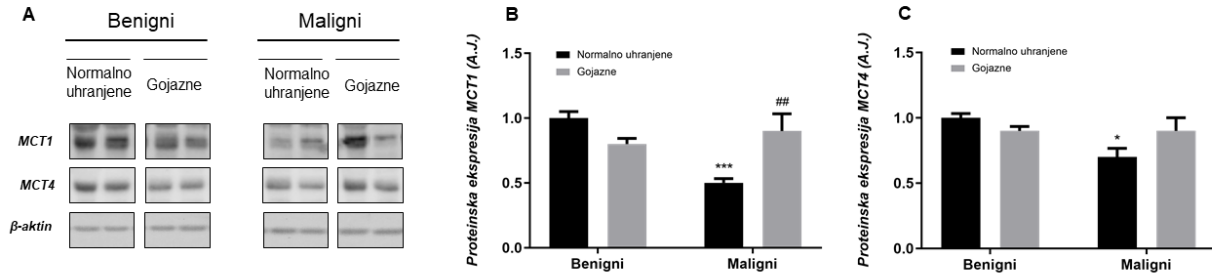 A
Benigni
Maligni
Normalno
uhranjene
Gojazne
Normalno
uhranjene
Gojazne
MCT1
MCT4
β-aktin
B
Proteinska ekspresija MCT1 (A.J.)
1.5
1.0
0.5
0.0
Normalno uhranjene
Gojazne
***
##
Benigni
Maligni
C
Proteinska ekspresija MCT4 (A.J.)
1.5
1.0
0.5
0.0
Normalno uhranjene
Gojazne
*
Benigni
Maligni